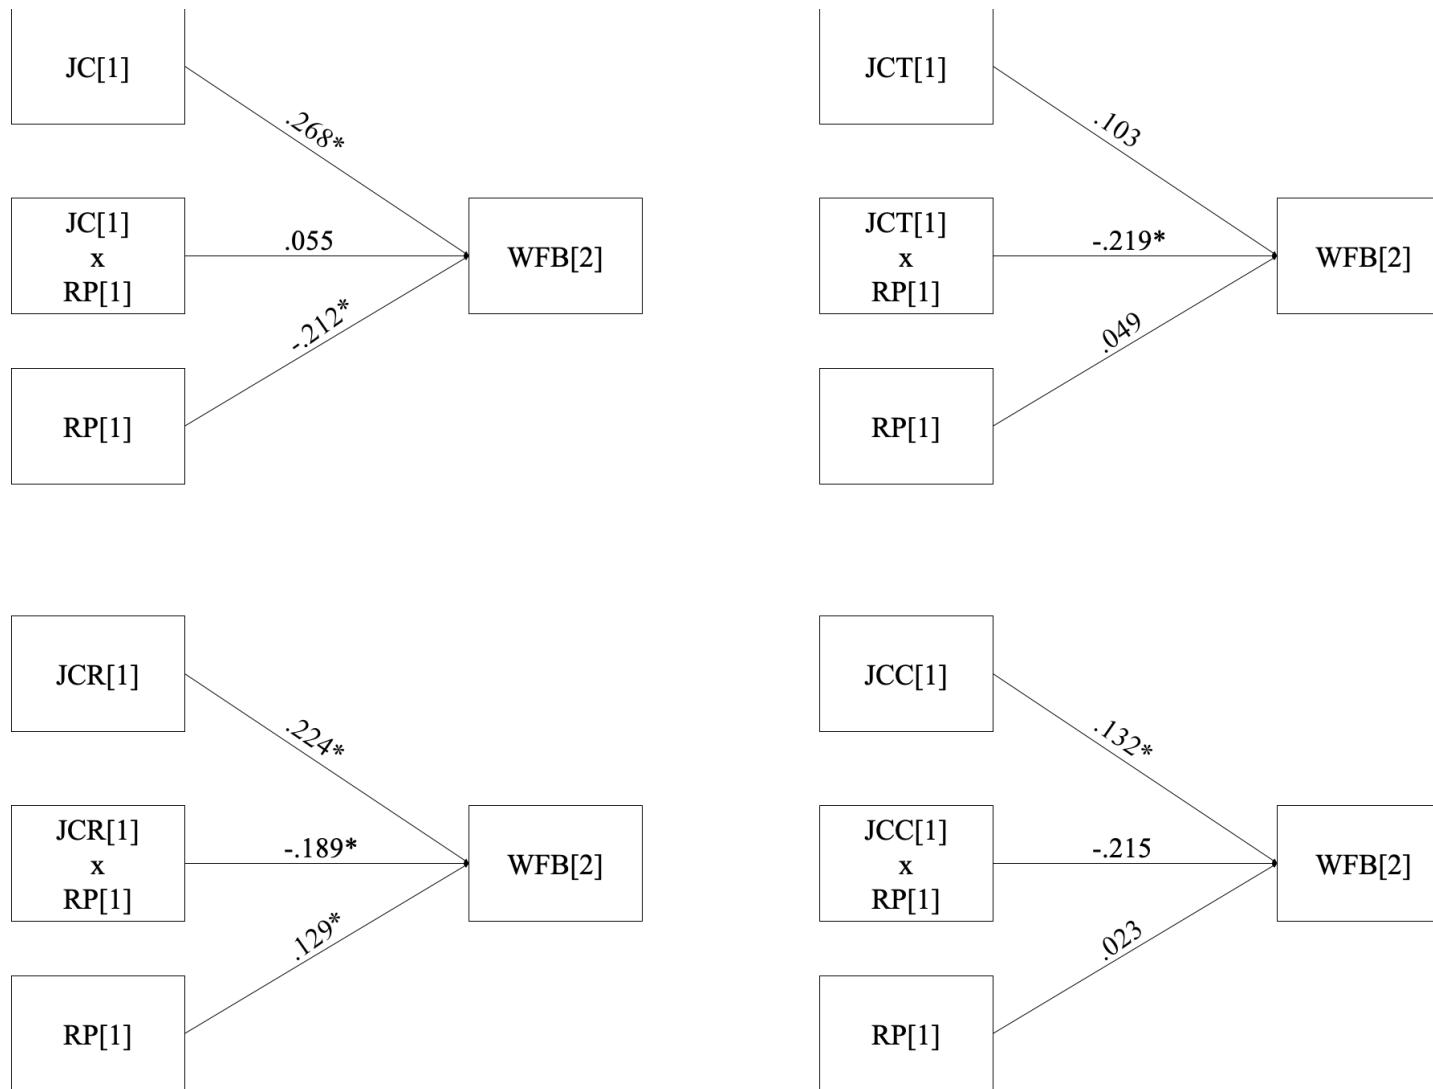 JC[1]
.268*
JC[1]
x
RP[1]
.055
WFB[2]
-.212*
RP[1]
JCT[1]
.103
JCT[1]
x
RP[1]
-.219*
WFB[2]
.049
RP[1]
JCR[1]
.224*
JCR[1]
x
RP[1]
-.189*
WFB[2]
.129*
RP[1]
JCC[1]
.132*
JCC[1]
x
RP[1]
-.215
WFB[2]
.023
RP[1]